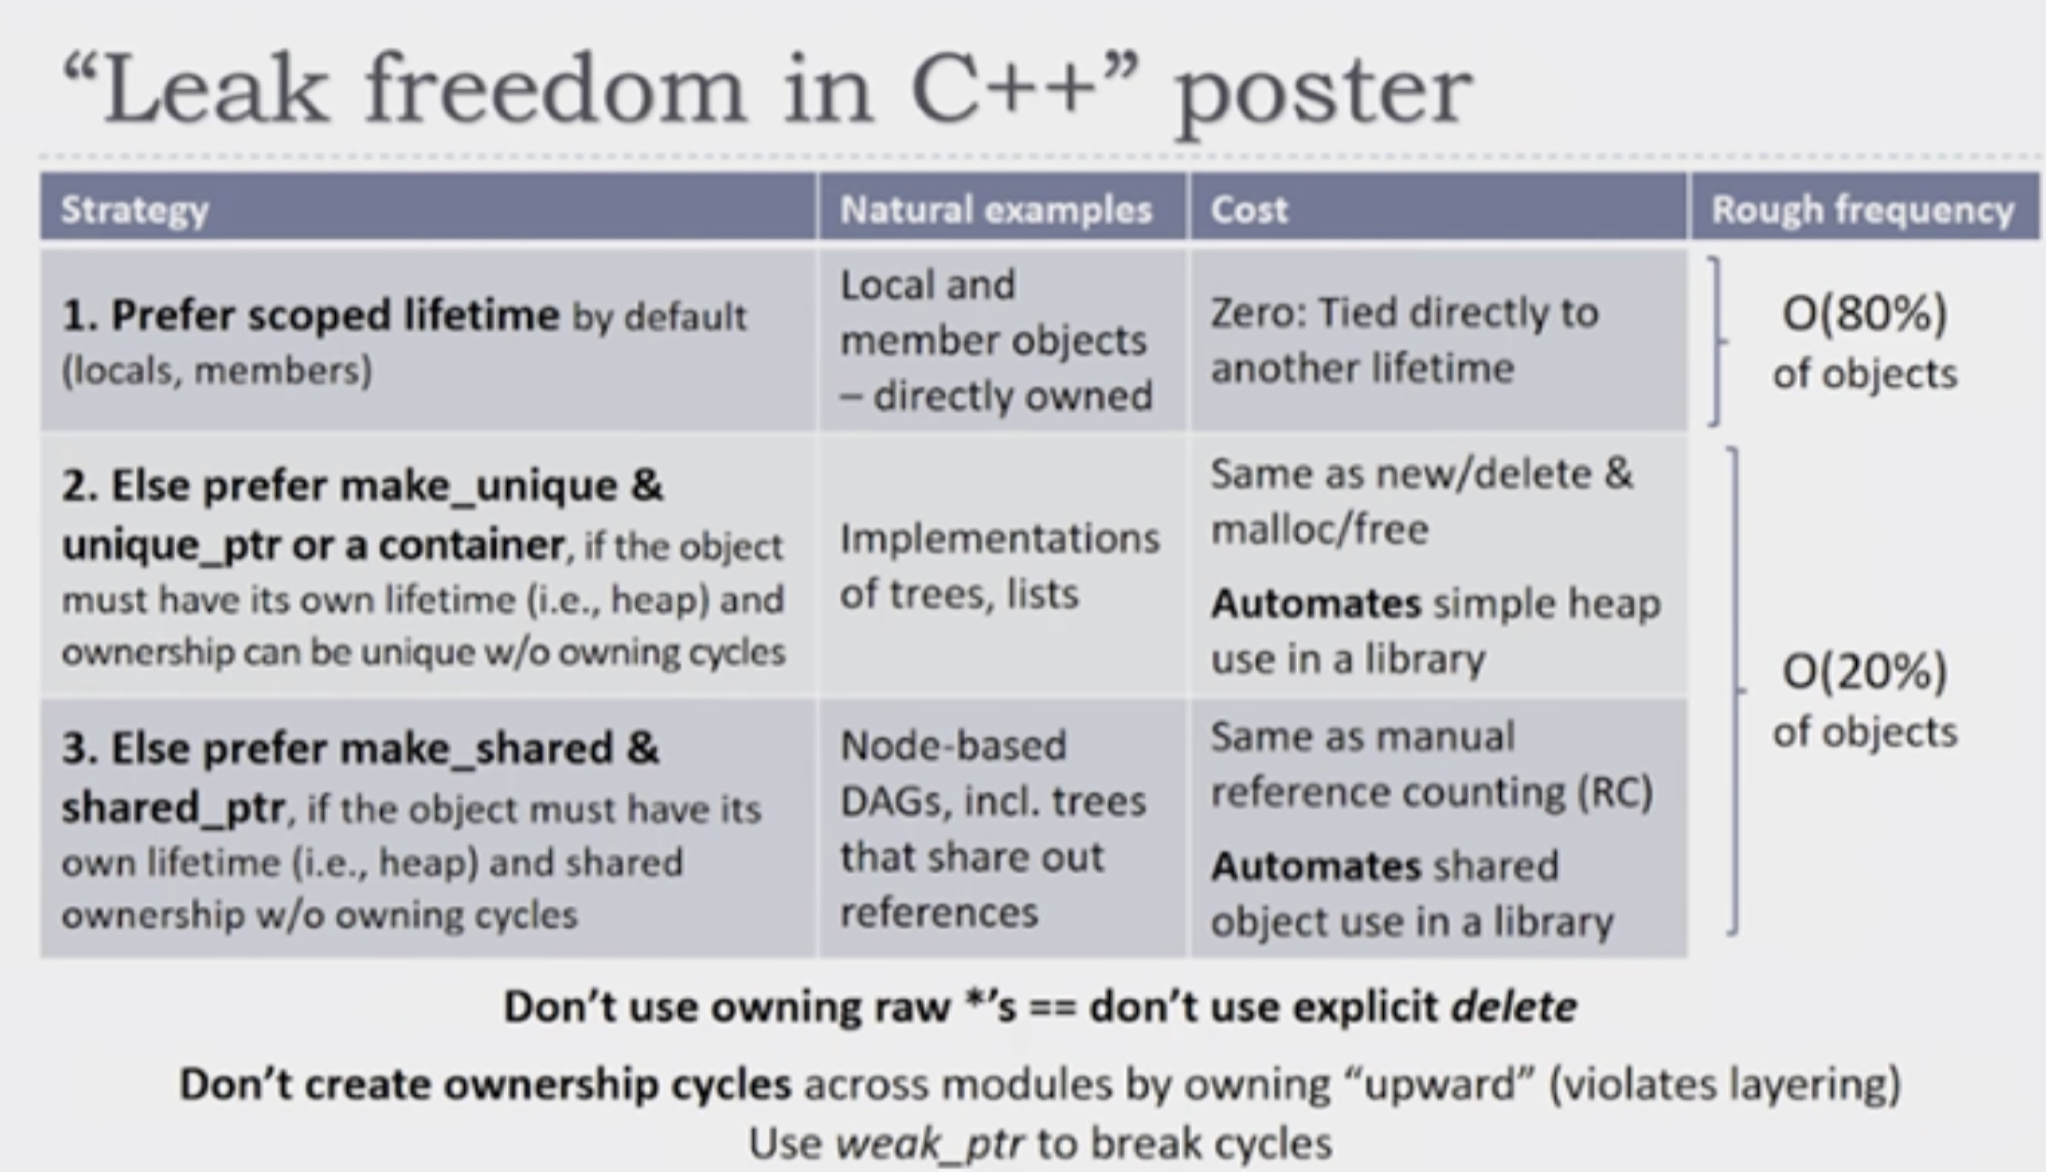 “Leak freedom in C++” poster
Strategy
Natural examples
Cost
Rough frequency
1. Prefer scoped lifetime by default
(locals, members)
Local and
member objects
– directly owned
Zero: Tied directly to
another lifetime
O(80%)
of objects
2. Else prefer make_unique &
unique_ptr or a container, if the object
must have its own lifetime (i.e., heap) and
ownership can be unique w/o owning cycles
Implementations
of trees, lists
Same as new/delete &
malloc/free
Automates simple heap
use in a library
3. Else prefer make_shared &
shared_ptr, if the object must have its
own lifetime (i.e., heap) and shared
ownership w/o owning cycles
Node-based
DAGs, incl. trees
that share out
references
Same as manual
reference counting (RC)
Automates shared
object use in a library
O(20%)
of objects
Don’t use owning raw *’s == don’t use explicit delete
Don’t create ownership cycles across modules by owning “upward” (violates layering)
Use weak_ptr to break cycles